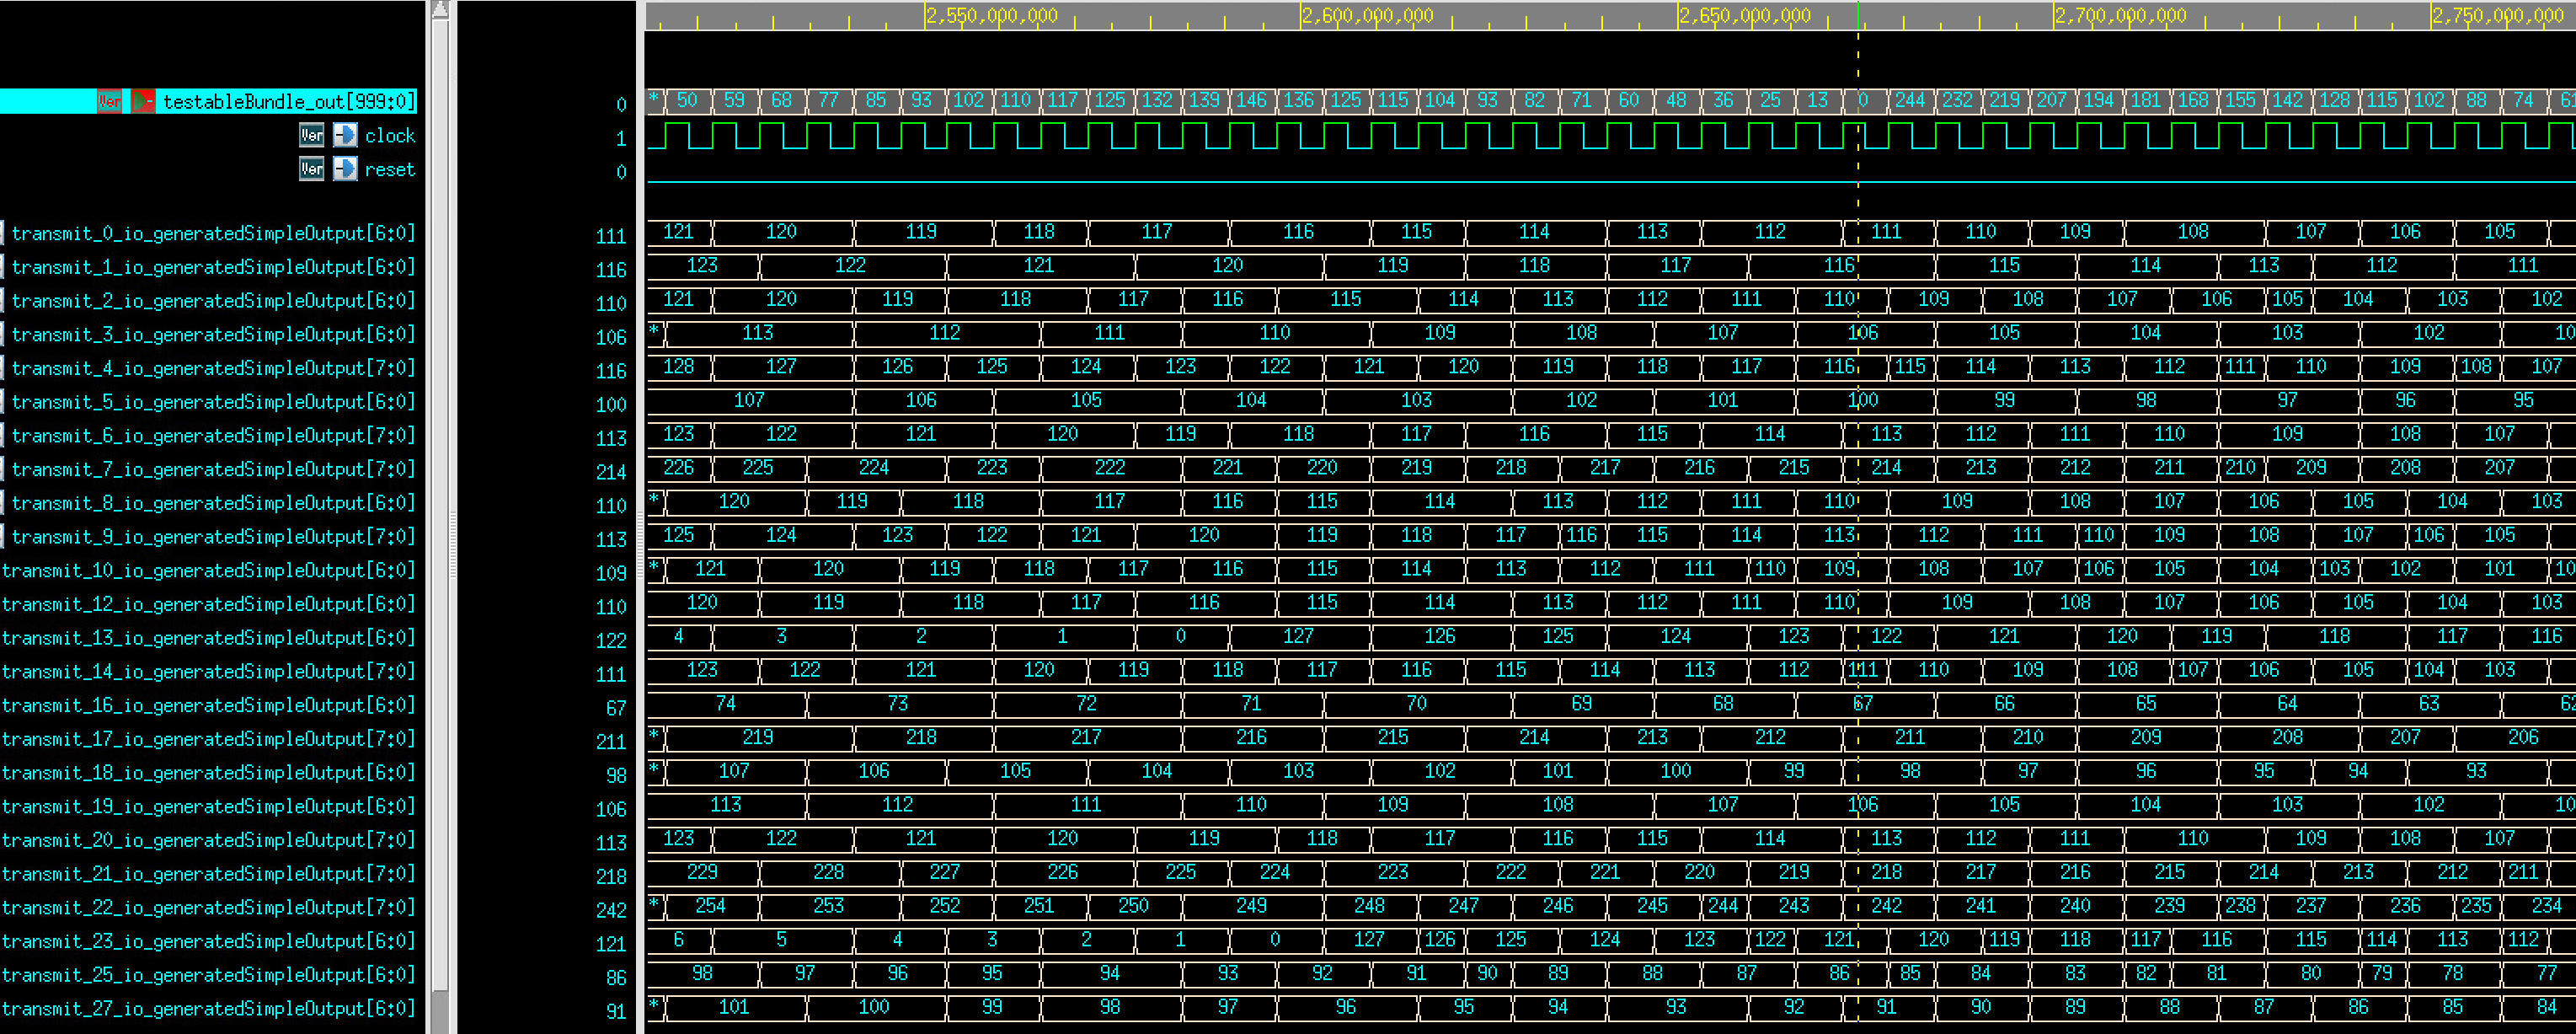 2,550,000,000 2,600,000,000 2,650,000,000 2,700,000,000 2,750,000,000
Ver testableBundle_out[999:0] 0 * 50 59 68 77 85 93 102 110 117 125 132 139 146 136 125 115 104 93 82 71 60 48 36 25 13 0 244 232 219 207 194 181 168 155 142 128 115 102 88 74 61
Ver clock 1
Ver reset 0
transmit_0_io_generatedSimpleOutput[6:0] 111 121 120 119 118 117 116 115 114 113 112 111 110 109 108 107 106 105
transmit_1_io_generatedSimpleOutput[6:0] 116 123 122 121 120 119 118 117 116 115 114 113 112 111
transmit_2_io_generatedSimpleOutput[6:0] 110 121 120 119 118 117 116 115 114 113 112 111 110 109 108 107 106 105 104 103 102
transmit_3_io_generatedSimpleOutput[6:0] 106 * 113 112 111 110 109 108 107 106 105 104 103 102 10
transmit_4_io_generatedSimpleOutput[7:0] 116 128 127 126 125 124 123 122 121 120 119 118 117 116 115 114 113 112 111 110 109 108 107
transmit_5_io_generatedSimpleOutput[6:0] 100 107 106 105 104 103 102 101 100 99 98 97 96 95
transmit_6_io_generatedSimpleOutput[7:0] 113 123 122 121 120 119 118 117 116 115 114 113 112 111 110 109 108 107
transmit_7_io_generatedSimpleOutput[7:0] 214 226 225 224 223 222 221 220 219 218 217 216 215 214 213 212 211 210 209 208 207
transmit_8_io_generatedSimpleOutput[6:0] 110 * 120 119 118 117 116 115 114 113 112 111 110 109 108 107 106 105 104 103
transmit_9_io_generatedSimpleOutput[7:0] 113 125 124 123 122 121 120 119 118 117 116 115 114 113 112 111 110 109 108 107 106 105
transmit_10_io_generatedSimpleOutput[6:0] 109 * 121 120 119 118 117 116 115 114 113 112 111 110 109 108 107 106 105 104 103 102 101 10
transmit_12_io_generatedSimpleOutput[6:0] 110 120 119 118 117 116 115 114 113 112 111 110 109 108 107 106 105 104 103
transmit_13_io_generatedSimpleOutput[6:0] 122 4 3 2 1 0 127 126 125 124 123 122 121 120 119 118 117 116
transmit_14_io_generatedSimpleOutput[7:0] 111 123 122 121 120 119 118 117 116 115 114 113 112 111 110 109 108 107 106 105 104 103
transmit_16_io_generatedSimpleOutput[6:0] 67 74 73 72 71 70 69 68 67 66 65 64 63 62
transmit_17_io_generatedSimpleOutput[7:0] 211 * 219 218 217 216 215 214 213 212 211 210 209 208 207 206
transmit_18_io_generatedSimpleOutput[6:0] 98 * 107 106 105 104 103 102 101 100 99 98 97 96 95 94 93
transmit_19_io_generatedSimpleOutput[6:0] 106 113 112 111 110 109 108 107 106 105 104 103 102 10
transmit_20_io_generatedSimpleOutput[7:0] 113 123 122 121 120 119 118 117 116 115 114 113 112 111 110 109 108 107
transmit_21_io_generatedSimpleOutput[7:0] 218 229 228 227 226 225 224 223 222 221 220 219 218 217 216 215 214 213 212 211
transmit_22_io_generatedSimpleOutput[7:0] 242 * 254 253 252 251 250 249 248 247 246 245 244 243 242 241 240 239 238 237 236 235 234
transmit_23_io_generatedSimpleOutput[6:0] 121 6 5 4 3 2 1 0 127 126 125 124 123 122 121 120 119 118 117 116 115 114 113 112
transmit_25_io_generatedSimpleOutput[6:0] 86 98 97 96 95 94 93 92 91 90 89 88 87 86 85 84 83 82 81 80 79 78 77
transmit_27_io_generatedSimpleOutput[6:0] 91 * 101 100 99 98 97 96 95 94 93 92 91 90 89 88 87 86 85 84